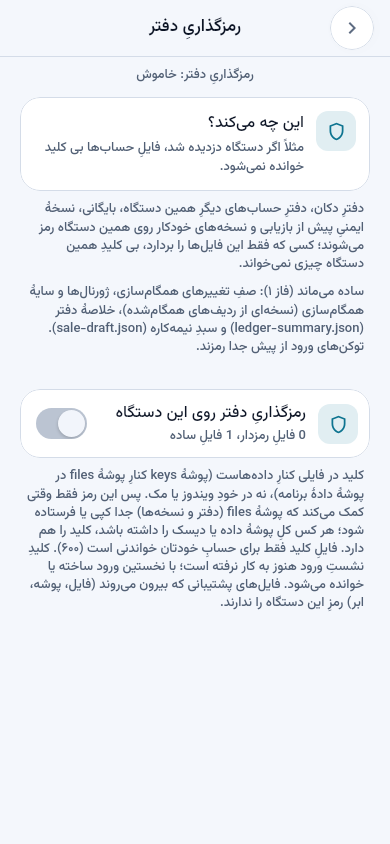 رمزگذاریِ دفتر
رمزگذاریِ دفتر: خاموش
این چه می‌کند؟
مثلاً اگر دستگاه دزدیده شد، فایلِ حساب‌ها بی کلید
خوانده نمی‌شود.
دفترِ دکان، دفترِ حساب‌های دیگرِ همین دستگاه، بایگانی، نسخهٔ
ایمنیِ پیش از بازیابی و نسخه‌های خودکار روی همین دستگاه رمز
می‌شوند؛ کسی که فقط این فایل‌ها را بردارد، بی کلیدِ همین
دستگاه چیزی نمی‌خواند.
ساده می‌ماند (فاز ۱): صفِ تغییرهای همگام‌سازی، ژورنال‌ها و سایهٔ
همگام‌سازی (نسخه‌ای از ردیف‌های همگام‌شده)، خلاصهٔ دفتر
(ledger-summary.json) و سبدِ نیمه‌کاره (sale-draft.json).
توکن‌های ورود از پیش جدا رمزند.
رمزگذاریِ دفتر روی این دستگاه
0 فایلِ رمزدار، 1 فایلِ ساده
کلید در فایلی کنارِ داده‌هاست (پوشهٔ keys کنارِ پوشهٔ files در
پوشهٔ دادهٔ برنامه)، نه در خودِ ویندوز یا مک. پس این رمز فقط وقتی
کمک می‌کند که پوشهٔ files (دفتر و نسخه‌ها) جدا کپی یا فرستاده
شود؛ هر کس کلِ پوشهٔ داده یا دیسک را داشته باشد، کلید را هم
دارد. فایلِ کلید فقط برای حسابِ خودتان خواندنی است (۶۰۰). کلیدِ
نشستِ ورود هنوز به کار نرفته است؛ با نخستین ورود ساخته یا
خوانده می‌شود. فایل‌های پشتیبانی که بیرون می‌روند (فایل، پوشه،
ابر) رمزِ این دستگاه را ندارند.